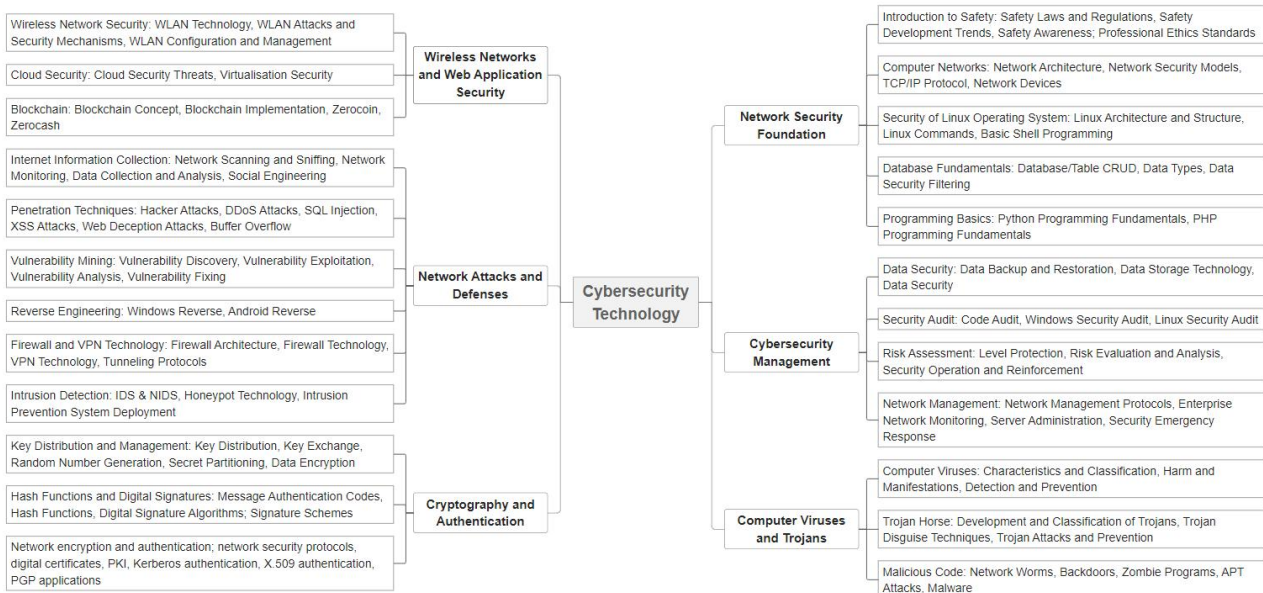 Wireless Network Security: WLAN Technology, WLAN Attacks and
Security Mechanisms, WLAN Configuration and Management
Cloud Security: Cloud Security Threats, Virtualisation Security
Blockchain: Blockchain Concept, Blockchain Implementation, Zerocoin,
Zerocash
Wireless Networks
and Web Application
Security
Internet Information Collection: Network Scanning and Sniffing, Network
Monitoring, Data Collection and Analysis, Social Engineering
Penetration Techniques: Hacker Attacks, DDoS Attacks, SQL Injection,
XSS Attacks, Web Deception Attacks, Buffer Overflow
Vulnerability Mining: Vulnerability Discovery, Vulnerability Exploitation,
Vulnerability Analysis, Vulnerability Fixing
Reverse Engineering: Windows Reverse, Android Reverse
Firewall and VPN Technology: Firewall Architecture, Firewall Technology,
VPN Technology, Tunneling Protocols
Intrusion Detection: IDS & NIDS, Honeypot Technology, Intrusion
Prevention System Deployment
Network Attacks and
Defenses
Key Distribution and Management: Key Distribution, Key Exchange,
Random Number Generation, Secret Partitioning, Data Encryption
Hash Functions and Digital Signatures: Message Authentication Codes,
Hash Functions, Digital Signature Algorithms; Signature Schemes
Network encryption and authentication; network security protocols,
digital certificates, PKI, Kerberos authentication, X.509 authentication,
PGP applications
Cryptography and
Authentication
Cybersecurity
Technology
Network Security
Foundation
Introduction to Safety: Safety Laws and Regulations, Safety
Development Trends, Safety Awareness; Professional Ethics Standards
Computer Networks: Network Architecture, Network Security Models,
TCP/IP Protocol, Network Devices
Security of Linux Operating System: Linux Architecture and Structure,
Linux Commands, Basic Shell Programming
Database Fundamentals: Database/Table CRUD, Data Types, Data
Security Filtering
Programming Basics: Python Programming Fundamentals, PHP
Programming Fundamentals
Cybersecurity
Management
Data Security: Data Backup and Restoration, Data Storage Technology,
Data Security
Security Audit: Code Audit, Windows Security Audit, Linux Security Audit
Risk Assessment: Level Protection, Risk Evaluation and Analysis,
Security Operation and Reinforcement
Network Management: Network Management Protocols, Enterprise
Network Monitoring, Server Administration, Security Emergency
Response
Computer Viruses
and Trojans
Computer Viruses: Characteristics and Classification, Harm and
Manifestations, Detection and Prevention
Trojan Horse: Development and Classification of Trojans, Trojan
Disguise Techniques, Trojan Attacks and Prevention
Malicious Code: Network Worms, Backdoors, Zombie Programs, APT
Attacks, Malware